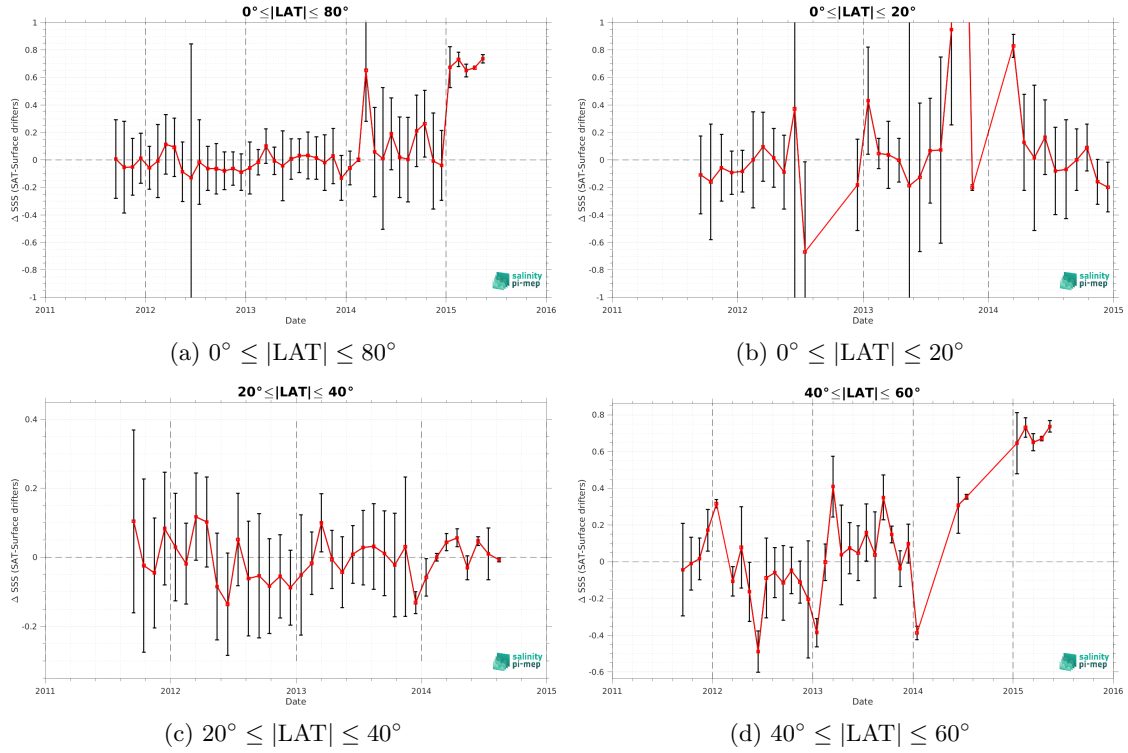 0°≤|LAT|≤ 80°
Δ SSS (SAT-Surface drifters)
1
0.8
0.6
0.4
0.2
0
-0.2
-0.4
-0.6
-0.8
-1
2011 2012 2013 2014 2015 2016
Date
salinity
pi-mep
(a) 0° ≤ |LAT| ≤ 80°
0°≤|LAT|≤ 20°
Δ SSS (SAT-Surface drifters)
1
0.8
0.6
0.4
0.2
0
-0.2
-0.4
-0.6
-0.8
-1
2011 2012 2013 2014 2015
Date
salinity
pi-mep
(b) 0° ≤ |LAT| ≤ 20°
20°≤|LAT|≤ 40°
Δ SSS (SAT-Surface drifters)
0.4
0.2
0
-0.2
2011 2012 2013 2014 2015
Date
salinity
pi-mep
(c) 20° ≤ |LAT| ≤ 40°
40°≤|LAT|≤ 60°
Δ SSS (SAT-Surface drifters)
0.8
0.6
0.4
0.2
0
-0.2
-0.4
-0.6
2011 2012 2013 2014 2015 2016
Date
salinity
pi-mep
(d) 40° ≤ |LAT| ≤ 60°